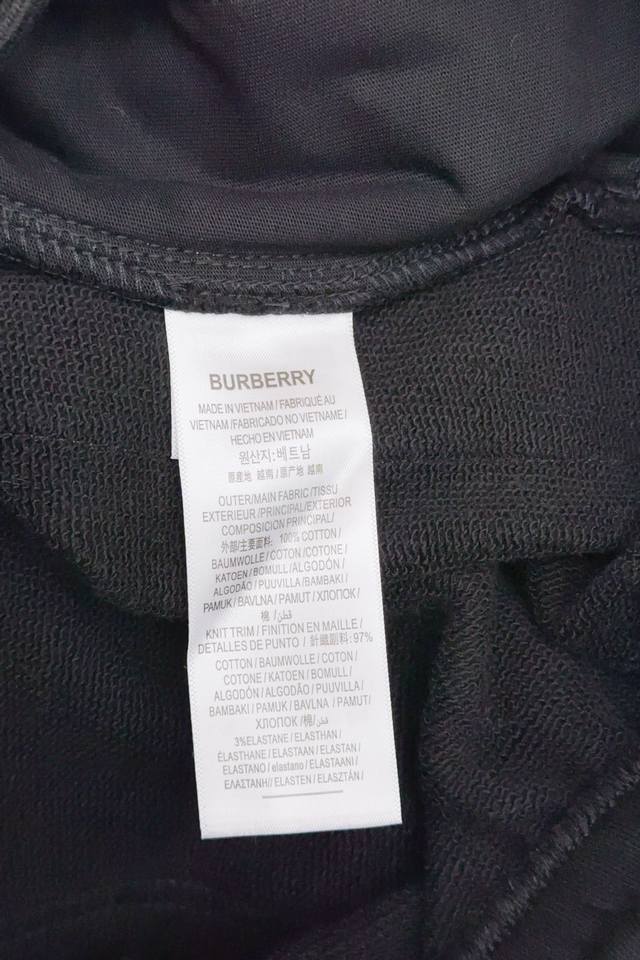 BURBERRY
MADE IN VIETNAM / FABRIQUÉ AU
VIETNAM/FABRICADO NO VIETNAME/
HECHO EN VIETNAM
원산지:베트남
原産地 越南 / 原产地 越南
OUTER/MAIN FABRIC/TISSU
EXTERIEUR/PRINCIPAL/EXTERIOR
COMPOSICION PRINCIPAL/
外部/主要面料: 100% COTTON/
BAUMWOLLE/COTON/COTONE/
KATOEN/BOMULL/ALGODÓN/
ALGODÃO/PUUVILLA/BAMBAKI/
PAMUK/BAVLNA/PAMUT/ХЛОПОК/
棉/قطن/
KNIT TRIM/FINITION EN MAILLE/
DETALLES DE PUNTO/針織副料:97%
COTTON/BAUMWOLLE/COTON/
COTONE/KATOEN/BOMULL/
ALGODÓN/ALGODÃO/PUUVILLA/
BAMBAKI/PAMUK/BAVLNA/PAMUT/
ХЛОПОК/棉/قطن/
3%ELASTANE/ELASTHAN/
ÉLASTHANE/ELASTAAN/ELASTAN/
ELASTANO/elastano/ELASTAANI/
ΕΛΑΣΤΑΝΗ//ELASTEN/ELASZTÁN/